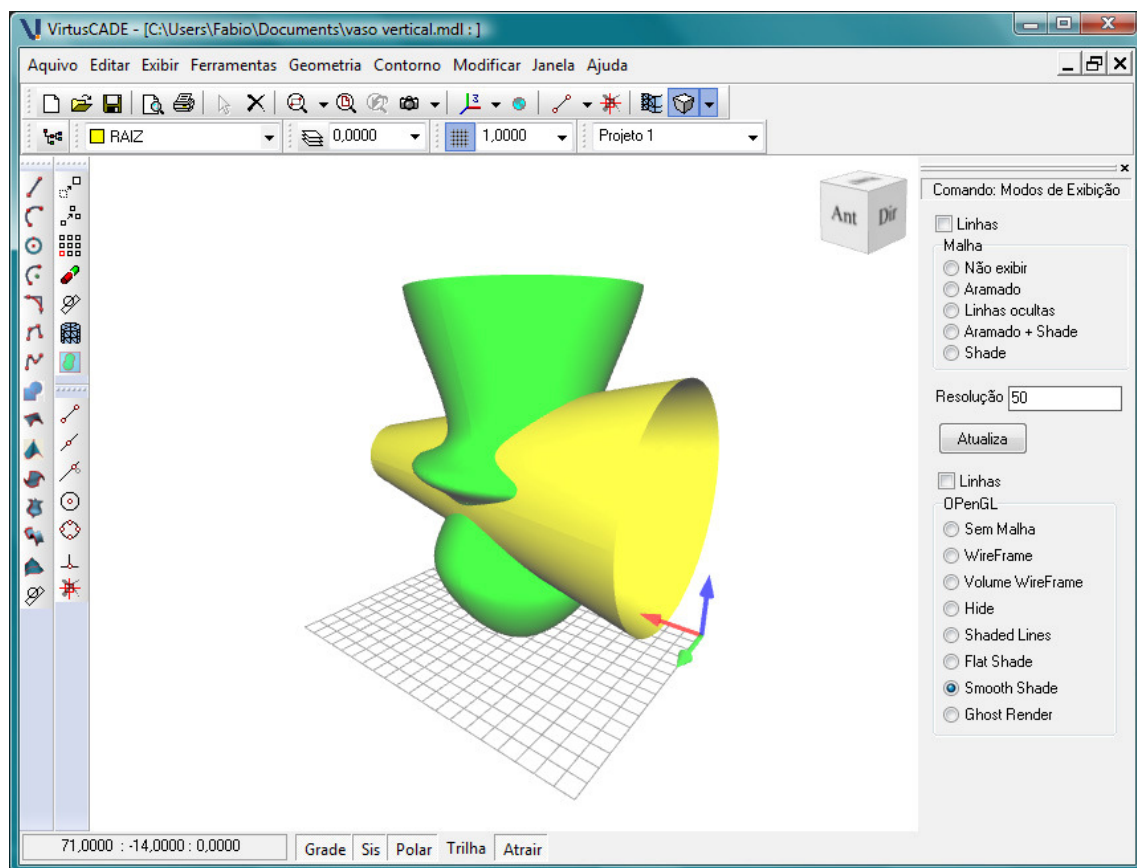 VirtusCADE - [C:\Users\Fabio\Documents\vaso vertical.mdl : ]
Aquivo Editar Exibir Ferramentas Geometria Contorno Modificar Janela Ajuda
RAIZ 0,0000 1,0000 Projeto 1
Comando: Modos de Exibição
Ant Dir
Linhas
Malha
Não exibir
Aramado
Linhas ocultas
Aramado + Shade
Shade
Resolução 50
Atualiza
Linhas
OPenGL
Sem Malha
WireFrame
Volume WireFrame
Hide
Shaded Lines
Flat Shade
Smooth Shade
Ghost Render
71,0000 : -14,0000 : 0,0000 Grade Sis Polar Trilha Atrair